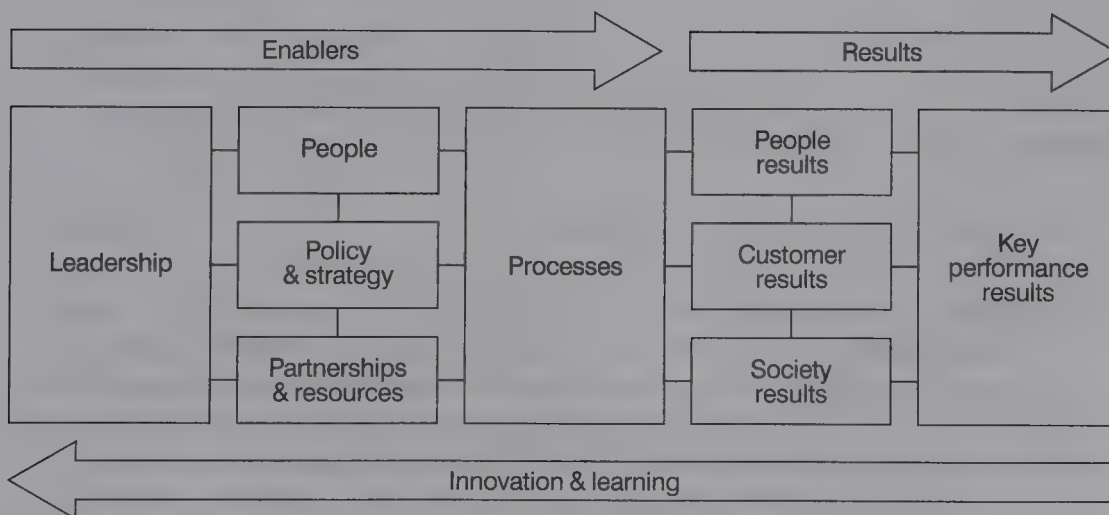 Enablers
Results
Leadership
People
Policy
& strategy
Partnerships
& resources
Processes
People
results
Customer
results
Society
results
Key
performance
results
Innovation & learning